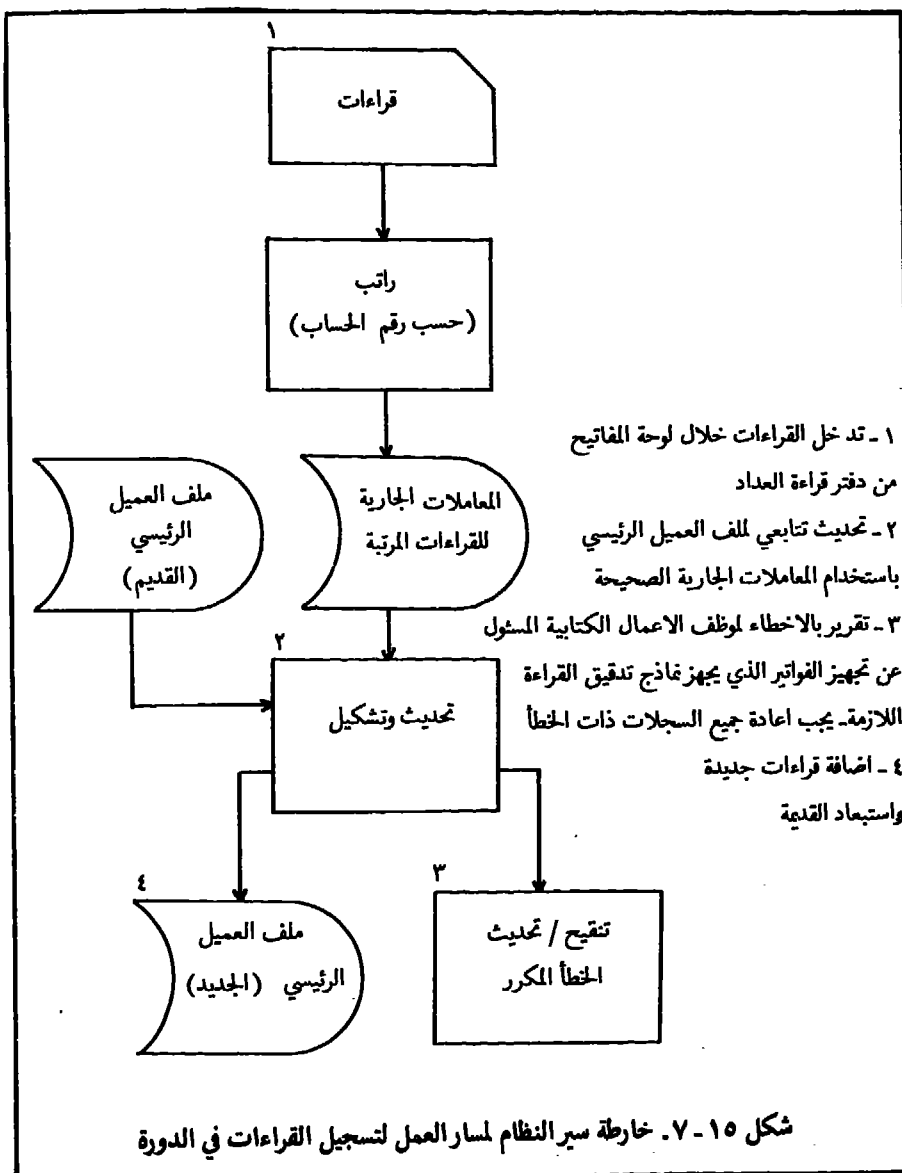 ١
قراءات
راتب
(حسب رقم الحساب)
المعاملات الجارية
للقراءات المرتبة
ملف العميل
الرئيسي
(القديم)
١ ـ تدخل القراءات خلال لوحة المفاتيح
من دفتر قراءة العداد
٢ ـ تحديث تتابعي لملف العميل الرئيسي
باستخدام المعاملات الجارية الصحيحة
٣ ـ تقرير بالاخطاء لموظف الاعمال الكتابية المسئول
عن تجهيز الفواتير الذي يجهز نماذج تدقيق القراءة
اللازمة ـ يجب اعادة جميع السجلات ذات الخطأ
٤ ـ اضافة قراءات جديدة
واستبعاد القديمة
٢
تحديث وتشكيل
٣
تنقيح / تحديث
الخطأ المكرر
٤
ملف العميل
الرئيسي (الجديد)
شكل ١٥ ـ ٧. خارطة سير النظام لمسار العمل لتسجيل القراءات في الدورة